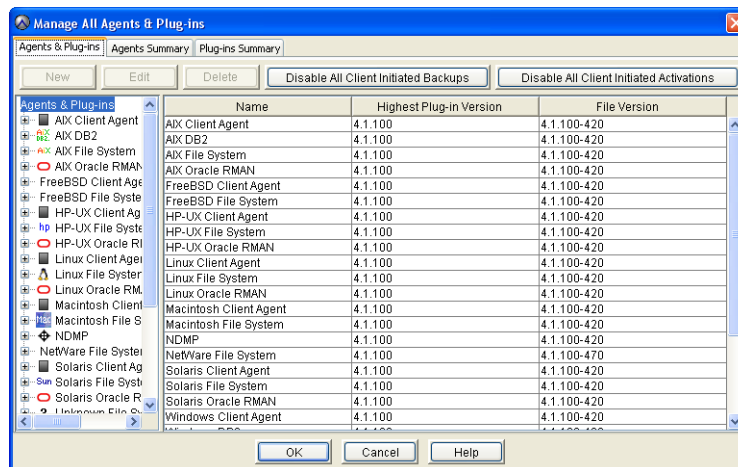 Manage All Agents & Plug-ins
Agents & Plug-ins Agents Summary Plug-ins Summary
New Edit Delete Disable All Client Initiated Backups Disable All Client Initiated Activations
Agents & Plug-ins
AIX Client Agent
AIX DB2
AIX File System
AIX Oracle RMAN
FreeBSD Client Age
FreeBSD File Syste
HP-UX Client Ag
hp HP-UX File Syste
HP-UX Oracle RI
Linux Client Agei
Linux File Syster
Linux Oracle RM
Macintosh Client
Mac Macintosh File S
NDMP
NetWare File Syste
Solaris Client Ag
Sun Solaris File Syst
Solaris Oracle R
? Unknown File Sy
Name Highest Plug-in Version File Version
AIX Client Agent 4.1.100 4.1.100-420
AIX DB2 4.1.100 4.1.100-420
AIX File System 4.1.100 4.1.100-420
AIX Oracle RMAN 4.1.100 4.1.100-420
FreeBSD Client Agent 4.1.100 4.1.100-420
FreeBSD File System 4.1.100 4.1.100-420
HP-UX Client Agent 4.1.100 4.1.100-420
HP-UX File System 4.1.100 4.1.100-420
HP-UX Oracle RMAN 4.1.100 4.1.100-420
Linux Client Agent 4.1.100 4.1.100-420
Linux File System 4.1.100 4.1.100-420
Linux Oracle RMAN 4.1.100 4.1.100-420
Macintosh Client Agent 4.1.100 4.1.100-420
Macintosh File System 4.1.100 4.1.100-420
NDMP 4.1.100 4.1.100-420
NetWare File System 4.1.100 4.1.100-470
Solaris Client Agent 4.1.100 4.1.100-420
Solaris File System 4.1.100 4.1.100-420
Solaris Oracle RMAN 4.1.100 4.1.100-420
Windows Client Agent 4.1.100 4.1.100-420
OK Cancel Help